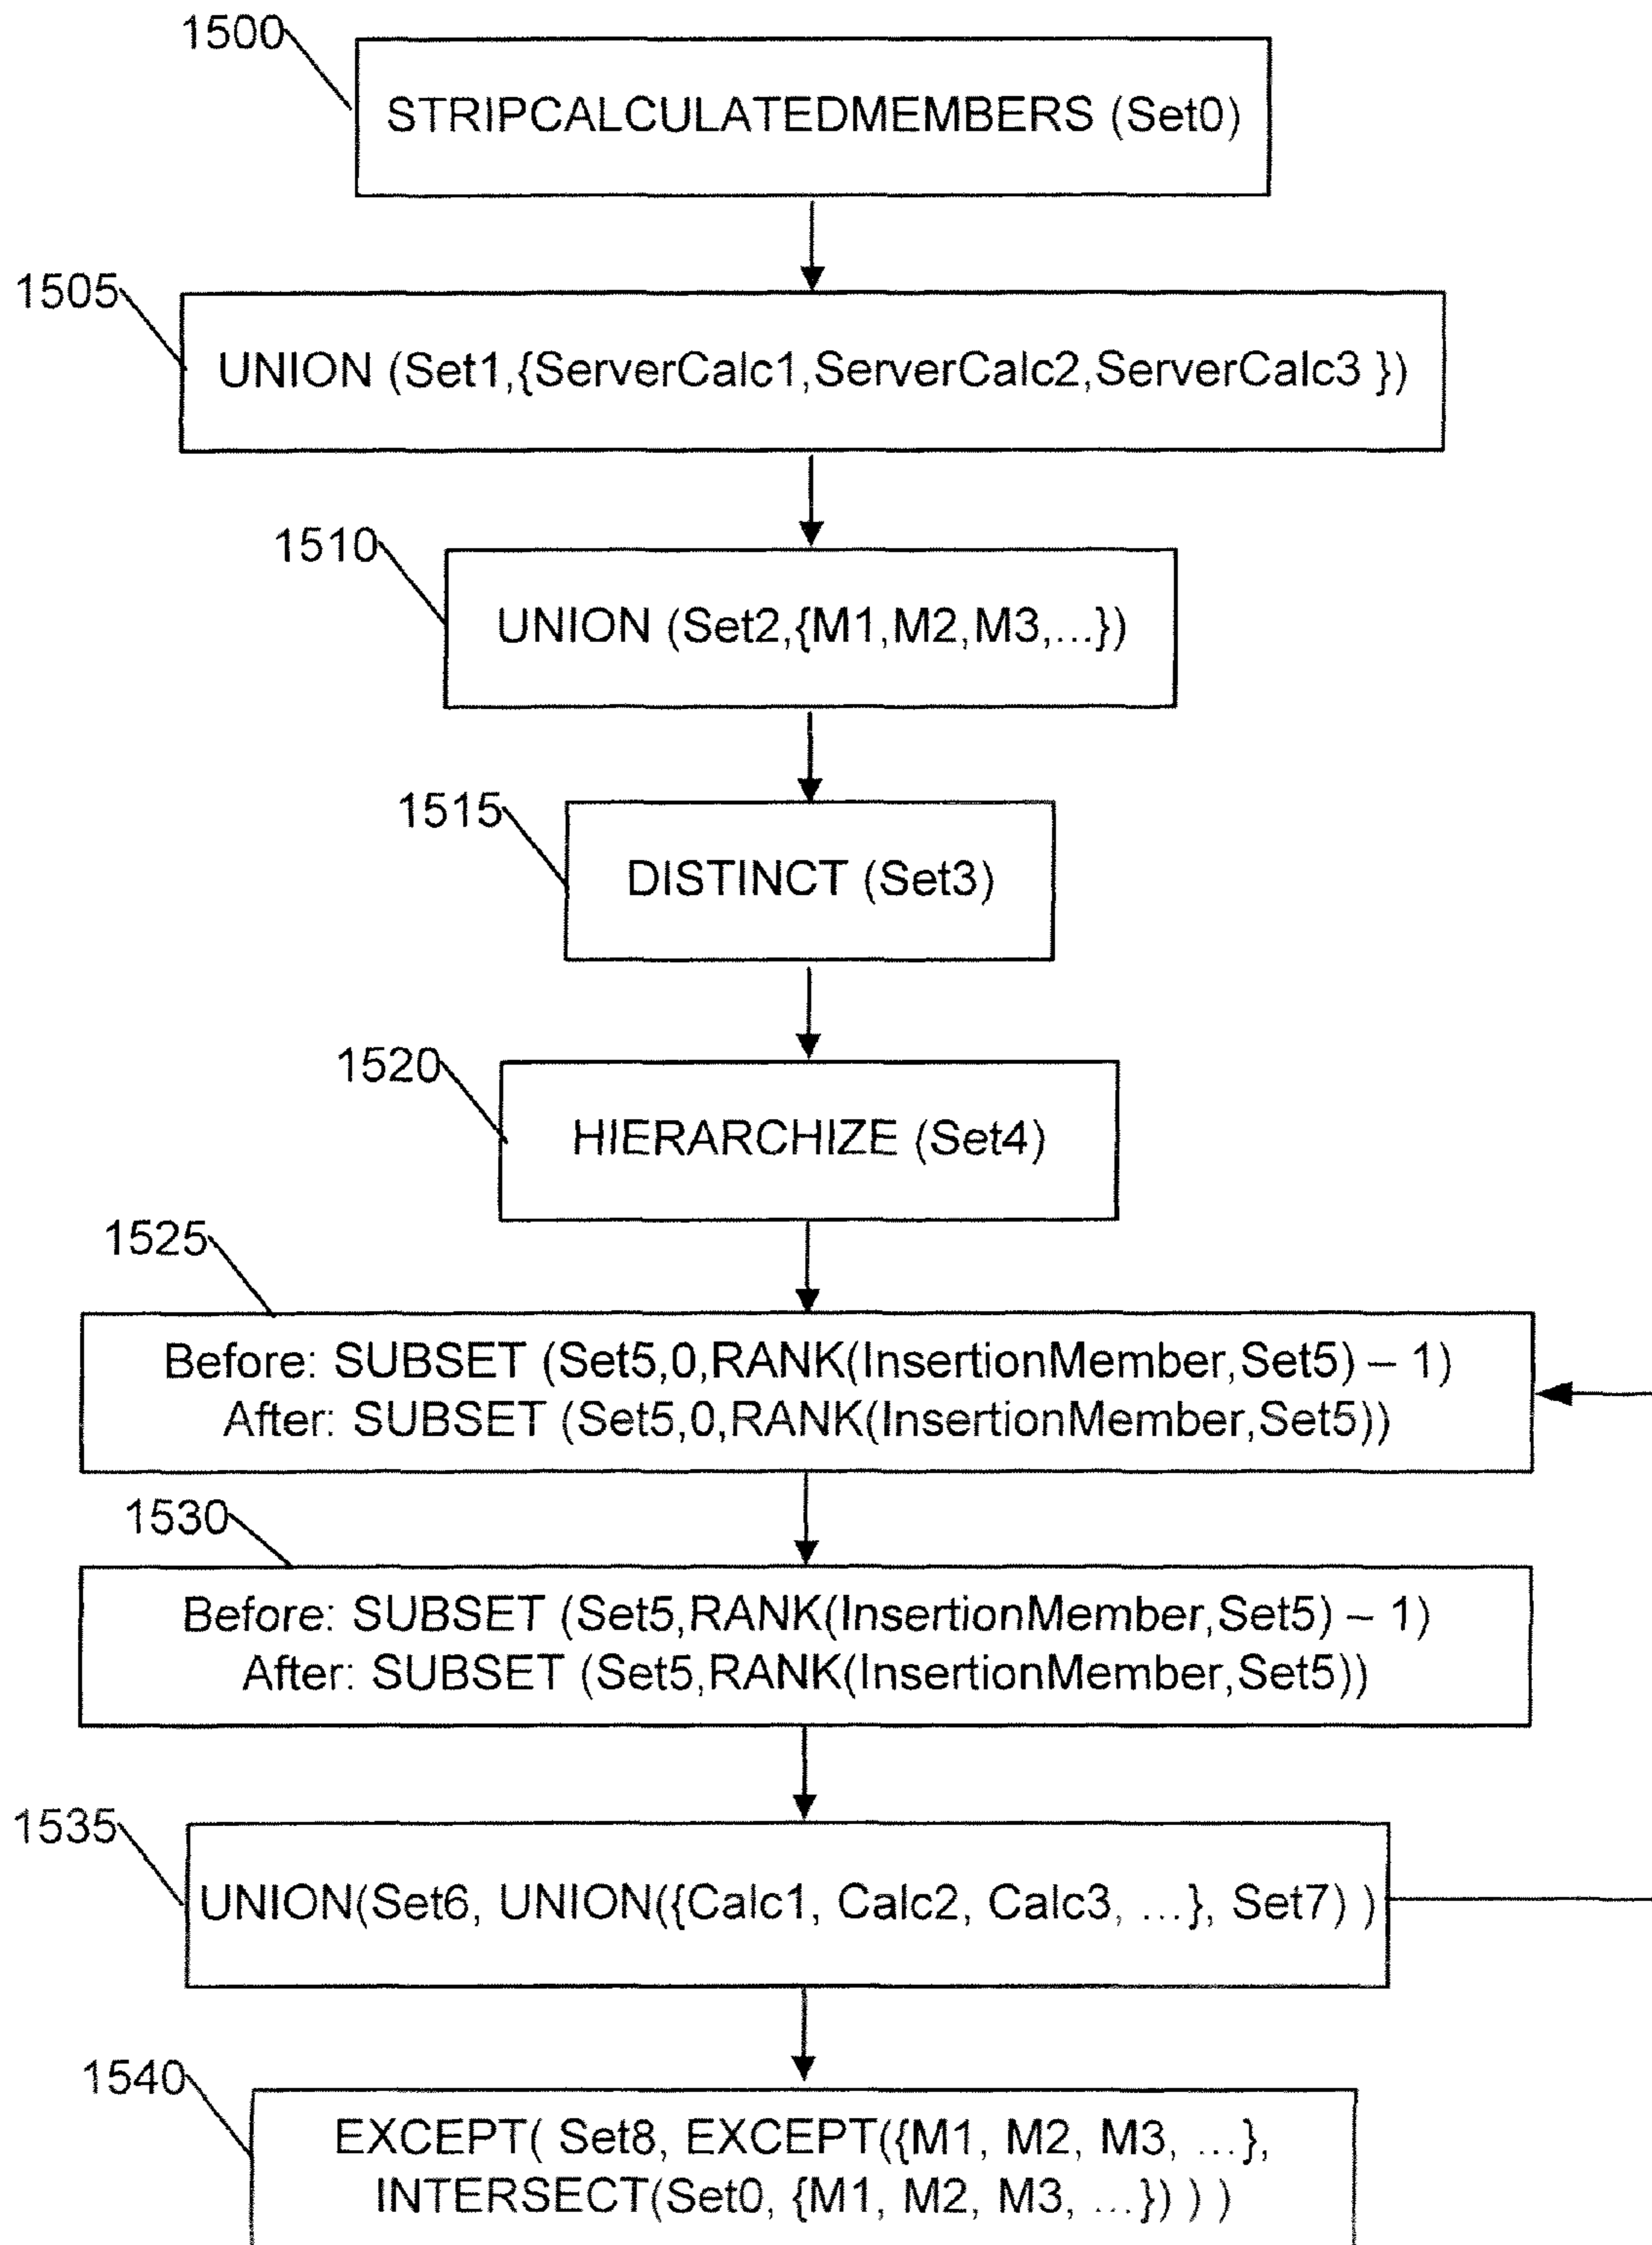 1500
STRIPCALCULATEDMEMBERS (Set0)
1505
UNION (Set1,{ServerCalc1,ServerCalc2,ServerCalc3 })
1510
UNION (Set2,{M1,M2,M3,...})
1515
DISTINCT (Set3)
1520
HIERARCHIZE (Set4)
1525
Before: SUBSET (Set5,0,RANK(InsertionMember,Set5) – 1)
After: SUBSET (Set5,0,RANK(InsertionMember,Set5))
1530
Before: SUBSET (Set5,RANK(InsertionMember,Set5) – 1)
After: SUBSET (Set5,RANK(InsertionMember,Set5))
1535
UNION(Set6, UNION({Calc1, Calc2, Calc3, ...}, Set7) )
1540
EXCEPT( Set8, EXCEPT({M1, M2, M3, ...},
INTERSECT(Set0, {M1, M2, M3, ...}) ) )